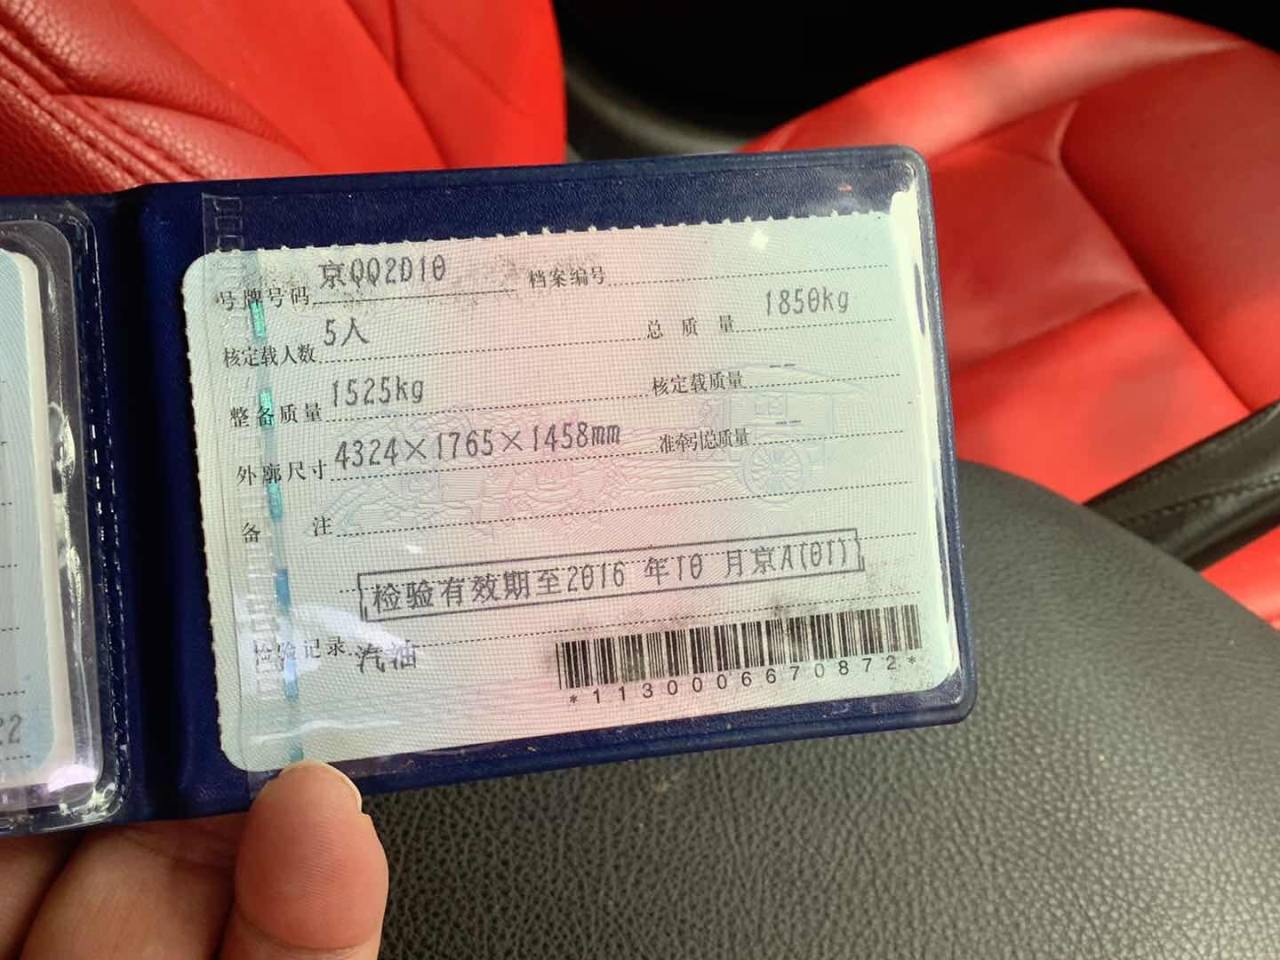 号牌号码 京QQ2D10 档案编号
核定载人数 5人 总质量 1850kg
整备质量 1525kg 核定载质量 --
外廓尺寸 4324×1765×1458mm 准牵引总质量 --
备注
检验有效期至2016年10月京A(01)
检验记录 汽油
*1130006670872*
22